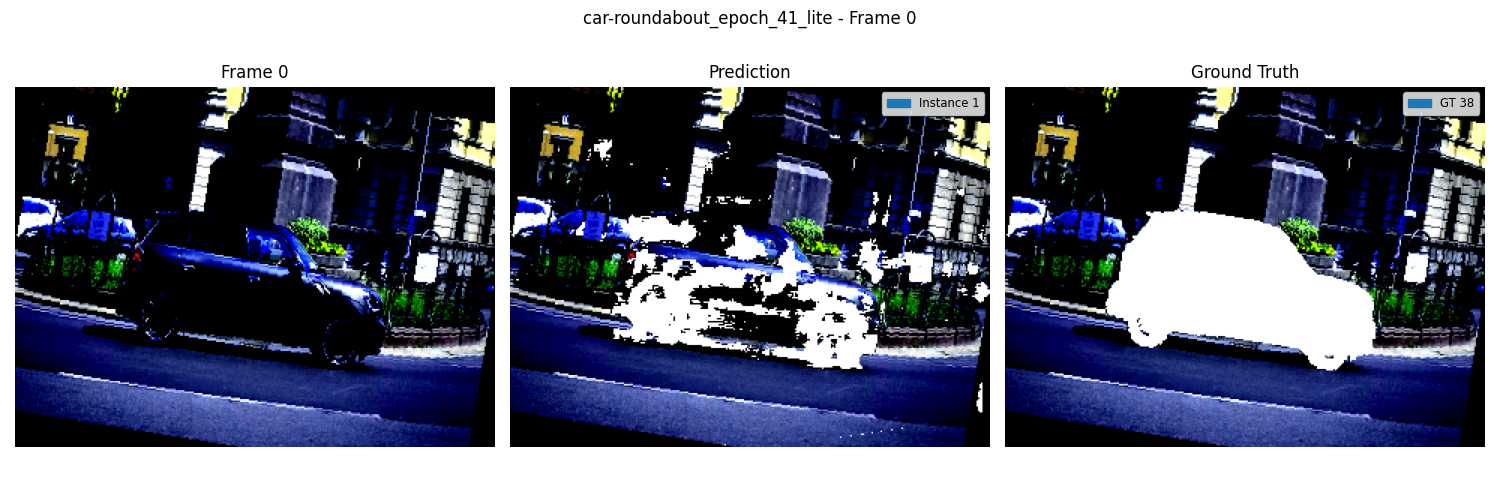 car-roundabout_epoch_41_lite - Frame 0
Frame 0
Prediction
Ground Truth
Instance 1
GT 38